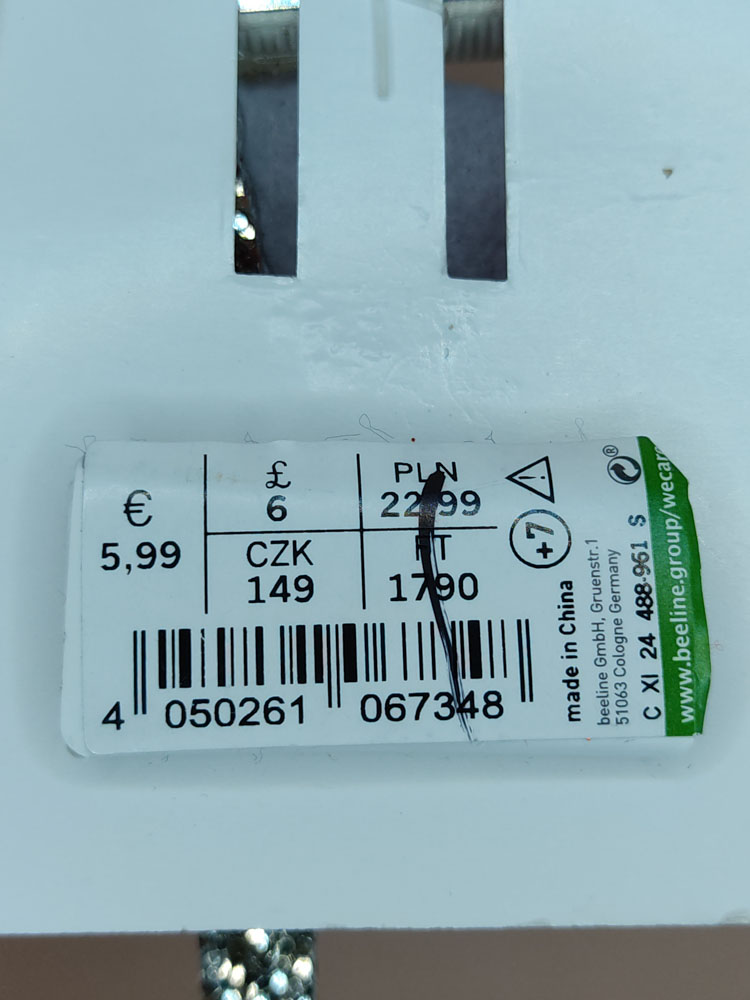 €
5,99
£
6
CZK
149
PLN
22,99
FT
1790
4 050261 067348
+7
made in China
beeline GmbH, Gruenstr.1
51063 Cologne Germany
C XI 24 488-961 S
www.beeline.group/wecare